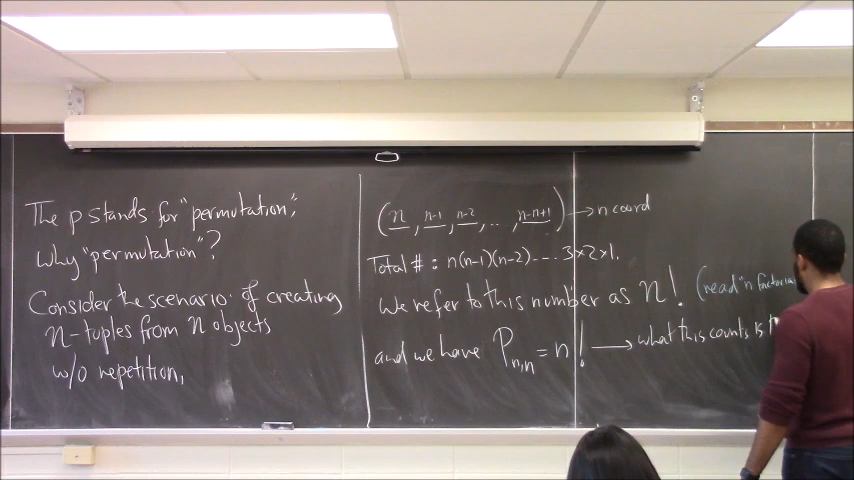 The P stands for "permutation",
Why "permutation"?
Consider the scenario of creating
n-tuples from n objects
w/o repetition,
(n, n-1, n-2, ..., n-n+1) → n coord
Total #: n(n-1)(n-2) .... 3×2×1.
We refer to this number as n! (read "n factorial
and we have P_{n,n} = n! → what this counts is